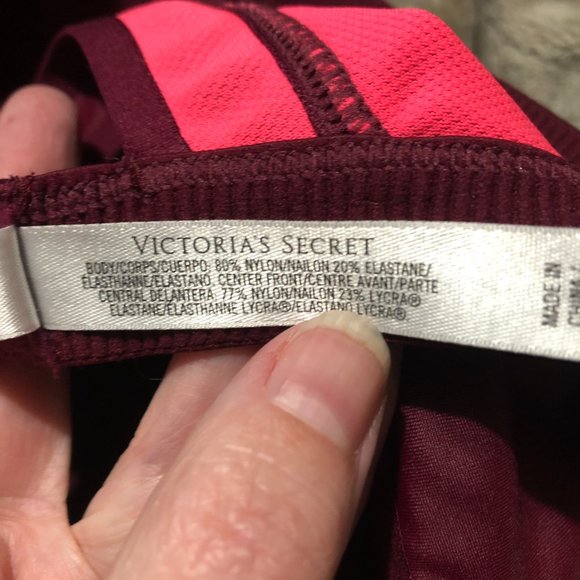 VICTORIA'S SECRET
BODY/CORPS/CUERPO: 80% NYLON/NAILON 20% ELASTANE/
ELASTHANNE/ELASTANO. CENTER FRONT/CENTRE AVANT/PARTE
CENTRAL DELANTERA: 77% NYLON/NAILON 23% LYCRA®
ELASTANE/ELASTHANNE LYCRA®/ELASTANO LYCRA®
MADE IN
CHINA /